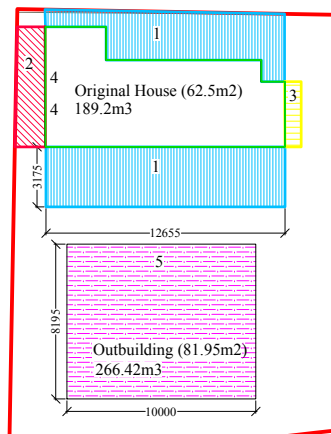 1
2
4
4
3
Original House (62.5m2)
189.2m3
3175
1
12655
5
8195
Outbuilding (81.95m2)
266.42m3
10000